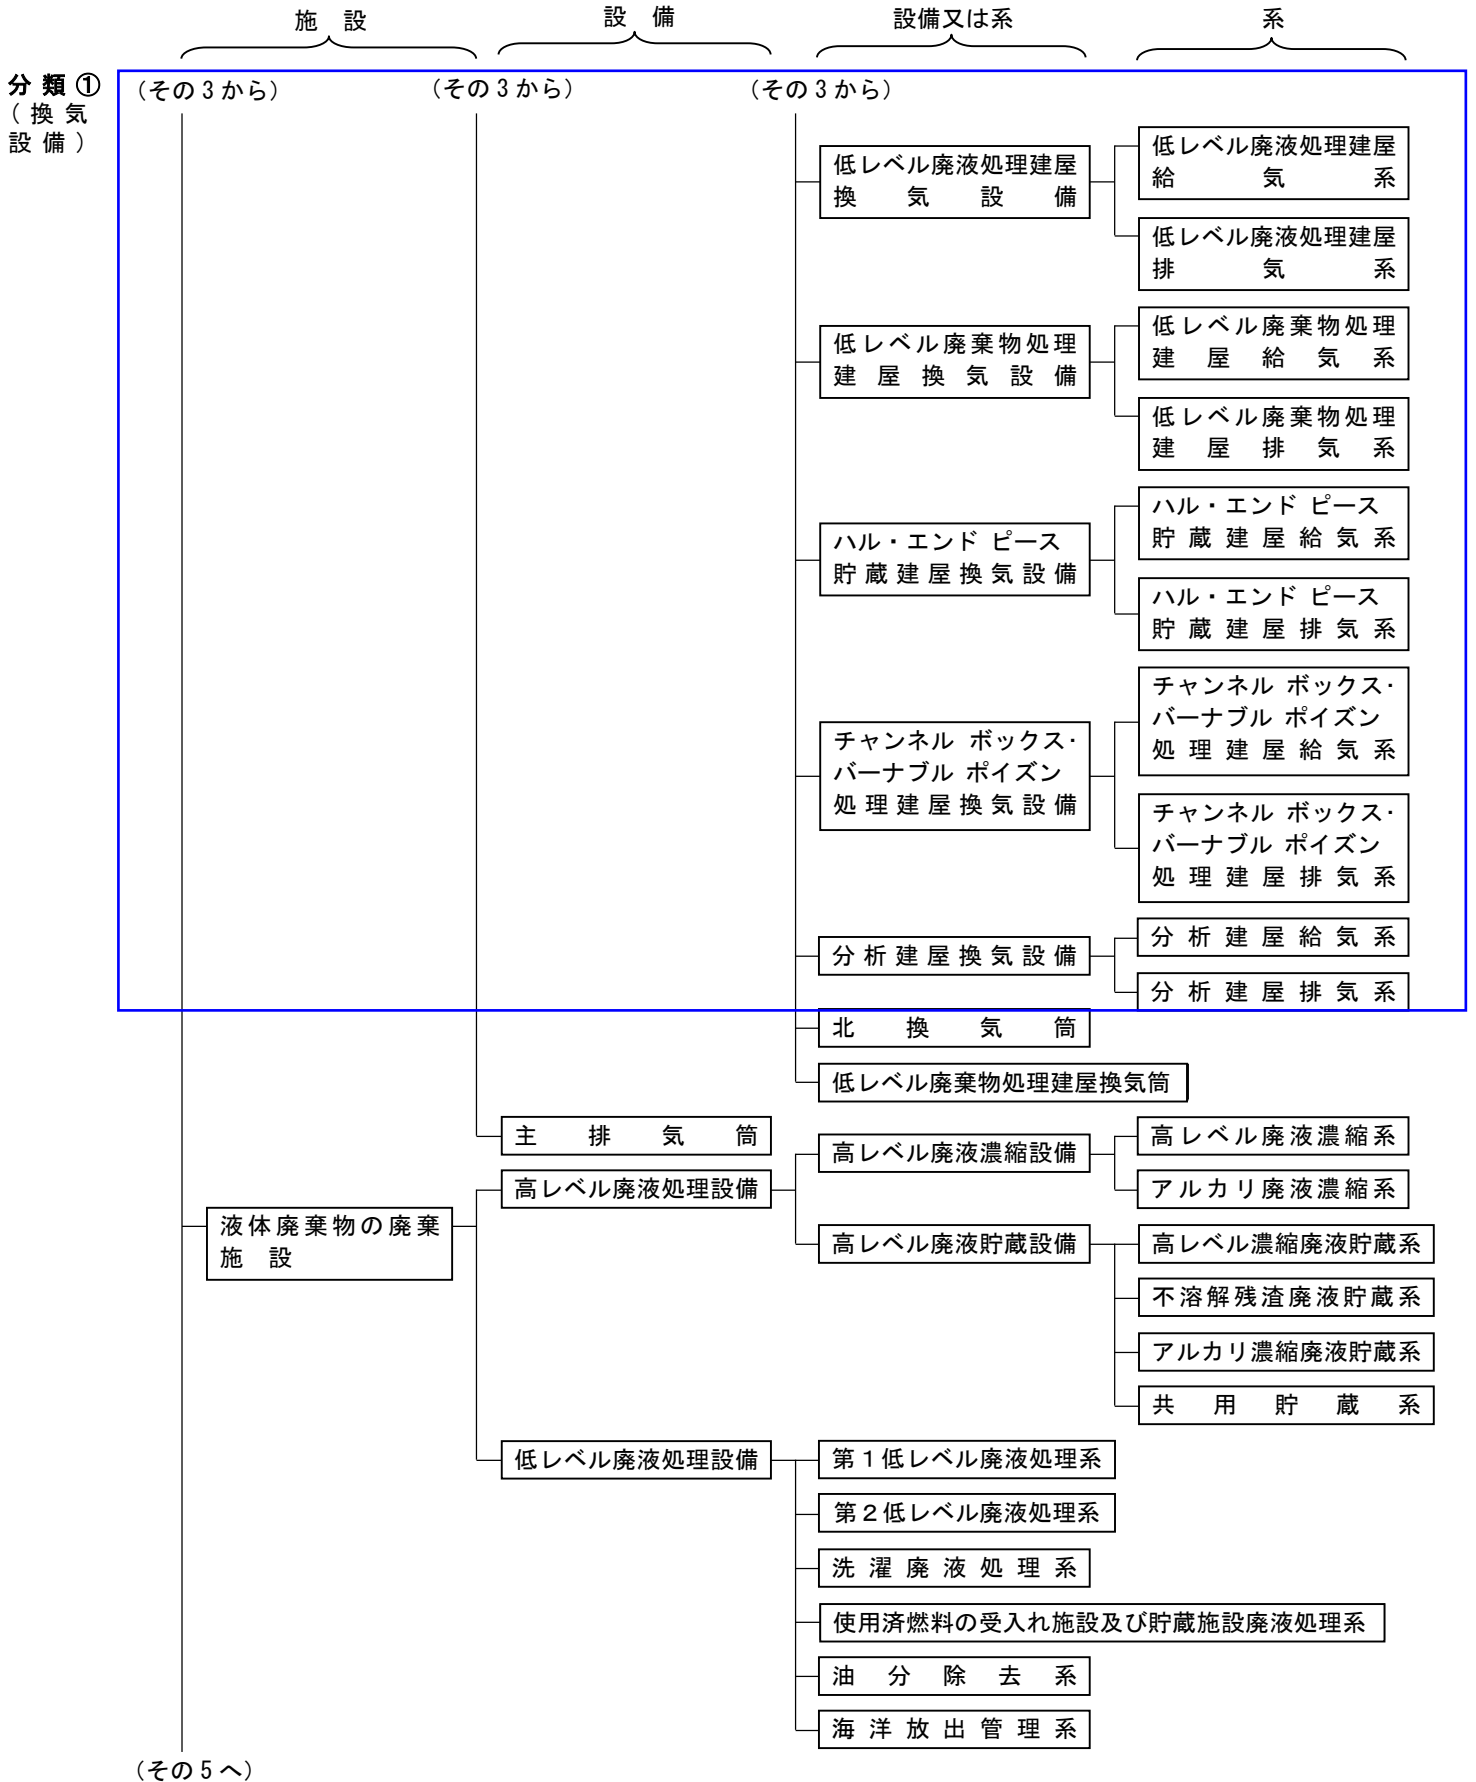 施設
設備
設備又は系
系
分類①
(換気
設備)
(その3から)
(その3から)
(その3から)
低レベル廃液処理建屋
換気設備
低レベル廃液処理建屋
給気系
低レベル廃液処理建屋
排気系
低レベル廃棄物処理
建屋換気設備
低レベル廃棄物処理
建屋給気系
低レベル廃棄物処理
建屋排気系
ハル・エンド ピース
貯蔵建屋換気設備
ハル・エンド ピース
貯蔵建屋給気系
ハル・エンド ピース
貯蔵建屋排気系
チャンネル ボックス・
バーナブル ポイズン
処理建屋換気設備
チャンネル ボックス・
バーナブル ポイズン
処理建屋給気系
チャンネル ボックス・
バーナブル ポイズン
処理建屋排気系
分析建屋換気設備
分析建屋給気系
分析建屋排気系
北換気筒
低レベル廃棄物処理建屋換気筒
主排気筒
液体廃棄物の廃棄
施設
高レベル廃液処理設備
高レベル廃液濃縮設備
高レベル廃液濃縮系
アルカリ廃液濃縮系
高レベル廃液貯蔵設備
高レベル濃縮廃液貯蔵系
不溶解残渣廃液貯蔵系
アルカリ濃縮廃液貯蔵系
共用貯蔵系
低レベル廃液処理設備
第1低レベル廃液処理系
第2低レベル廃液処理系
洗濯廃液処理系
使用済燃料の受入れ施設及び貯蔵施設廃液処理系
油分除去系
海洋放出管理系
(その5へ)